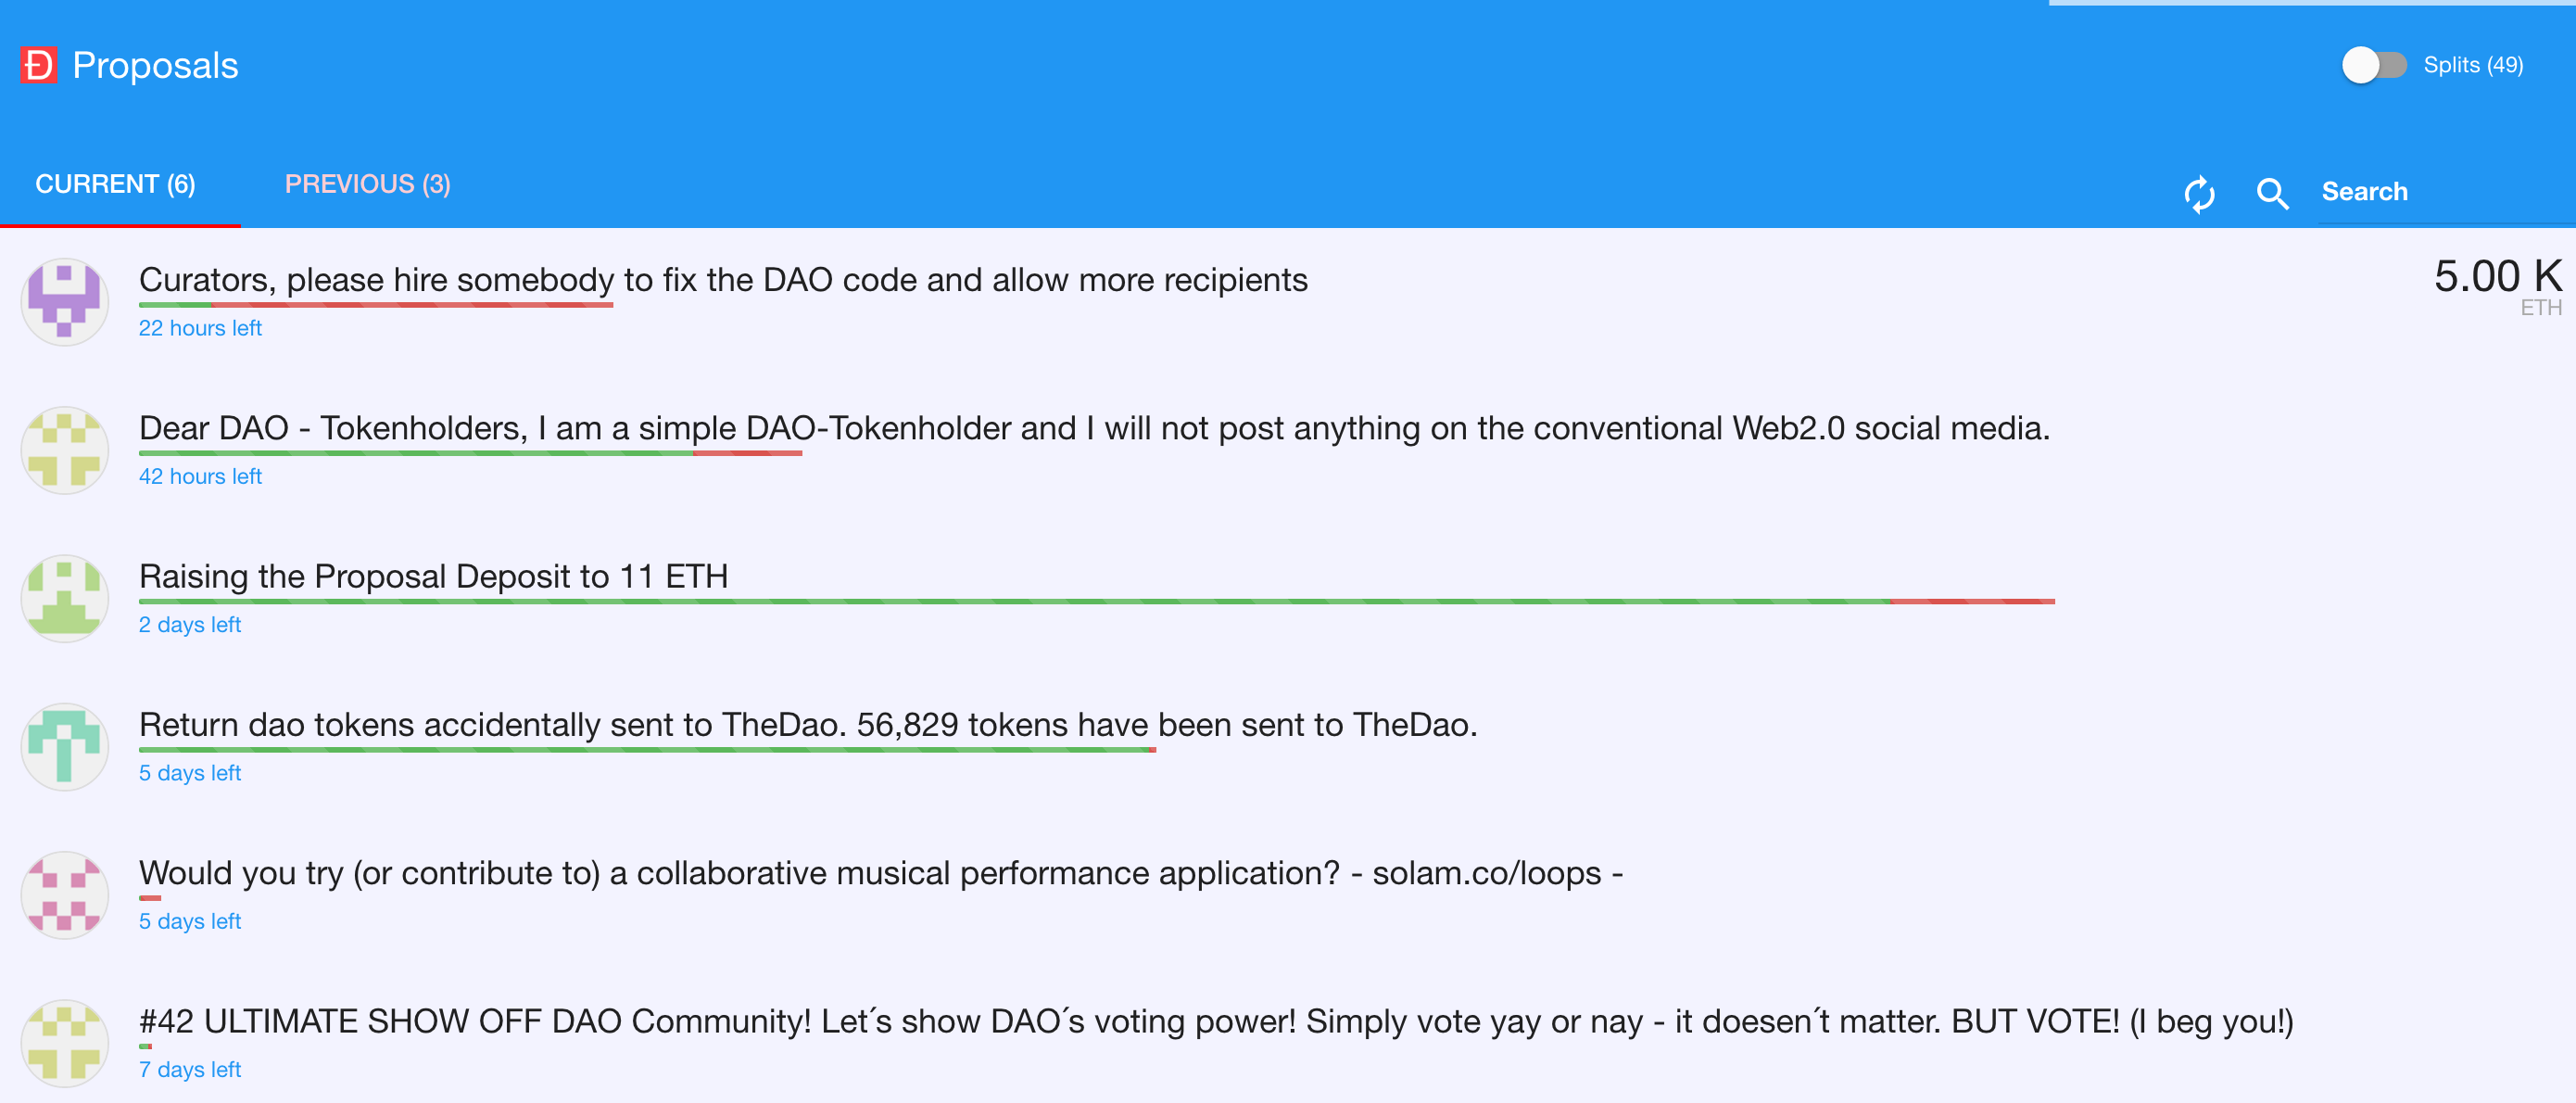 Đ Proposals
Splits (49)
CURRENT (6)
PREVIOUS (3)
Search
Curators, please hire somebody to fix the DAO code and allow more recipients
5.00 K
ETH
22 hours left
Dear DAO - Tokenholders, I am a simple DAO-Tokenholder and I will not post anything on the conventional Web2.0 social media.
42 hours left
Raising the Proposal Deposit to 11 ETH
2 days left
Return dao tokens accidentally sent to TheDao. 56,829 tokens have been sent to TheDao.
5 days left
Would you try (or contribute to) a collaborative musical performance application? - solam.co/loops -
5 days left
#42 ULTIMATE SHOW OFF DAO Community! Let´s show DAO´s voting power! Simply vote yay or nay - it doesen´t matter. BUT VOTE! (I beg you!)
7 days left